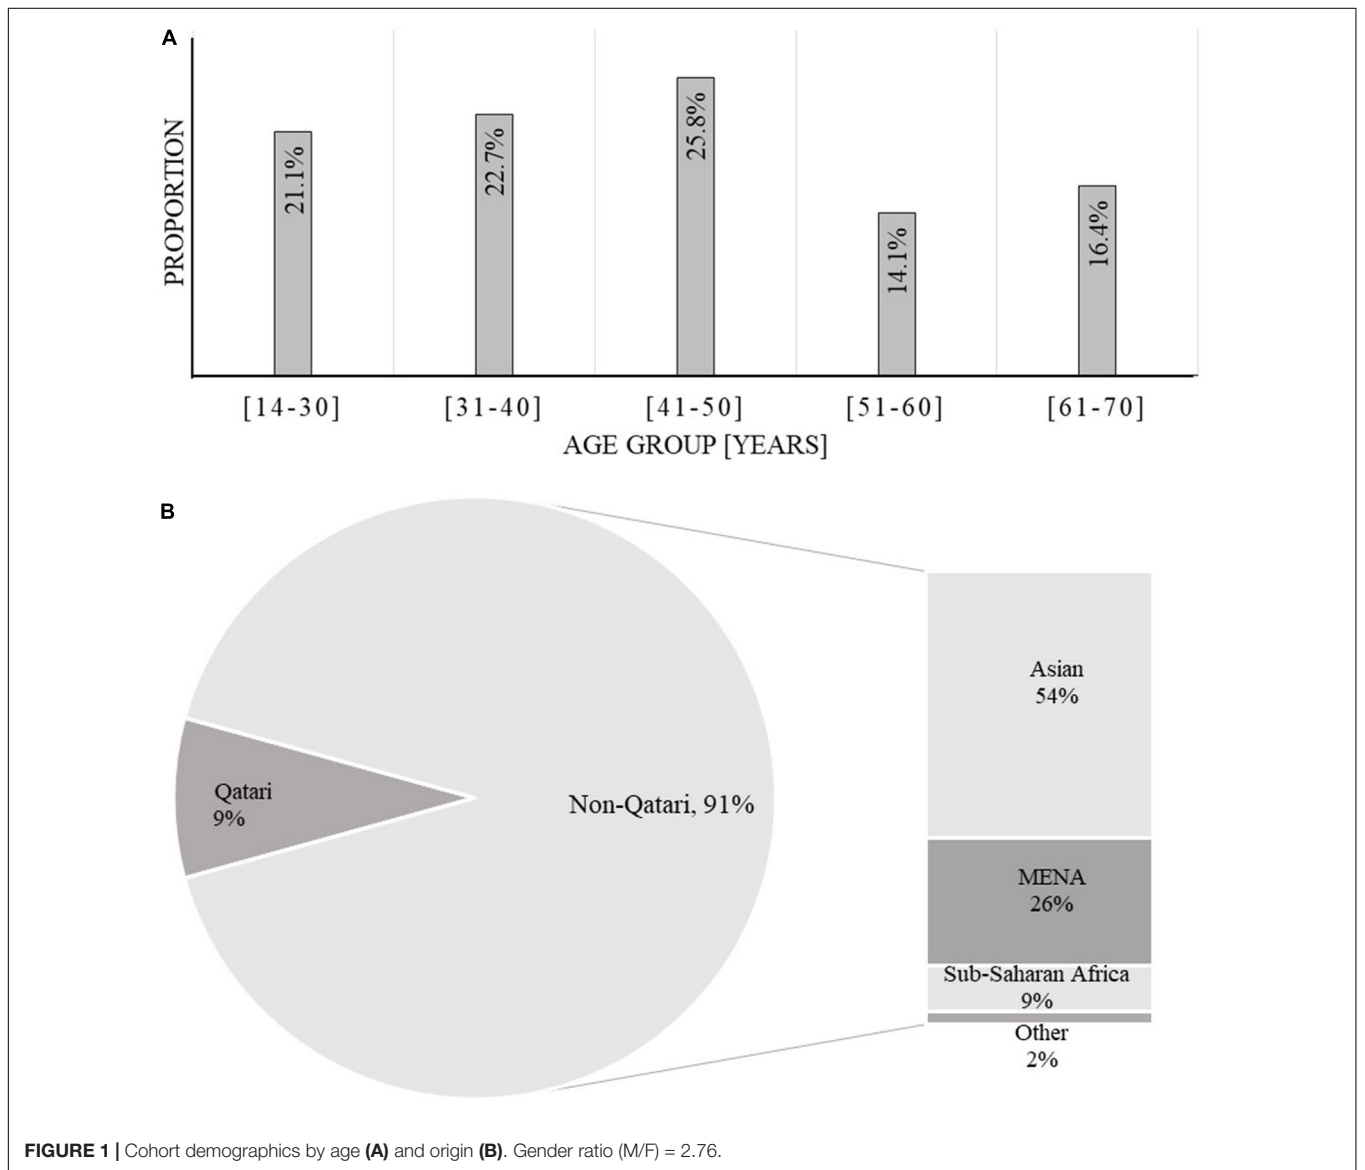 A
PROPORTION
21.1%
22.7%
25.8%
14.1%
16.4%
[14-30]
[31-40]
[41-50]
[51-60]
[61-70]
AGE GROUP [YEARS]
B
Qatari
9%
Non-Qatari, 91%
Asian
54%
MENA
26%
Sub-Saharan Africa
9%
Other
2%
FIGURE 1 | Cohort demographics by age (A) and origin (B). Gender ratio (M/F) = 2.76.